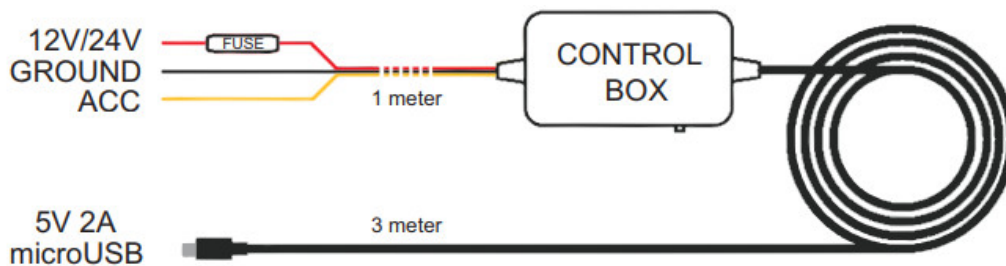 12V/24V
FUSE
GROUND
ACC
1 meter
CONTROL
BOX
5V 2A
microUSB
3 meter